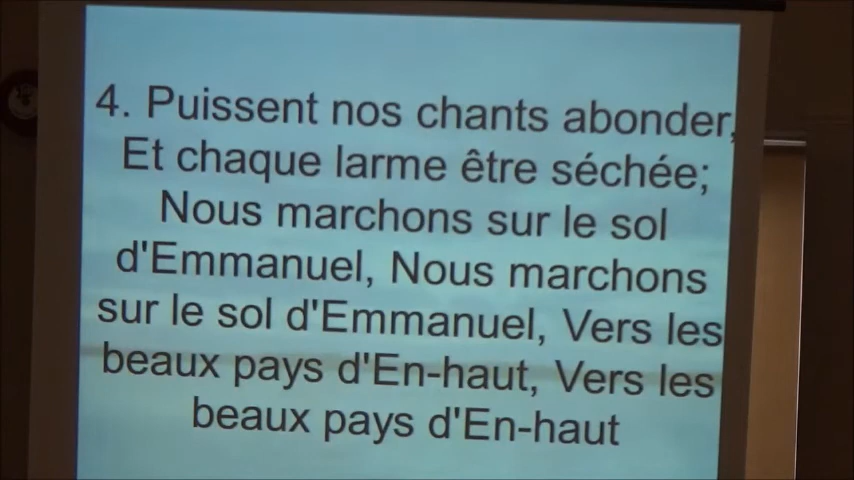 4. Puissent nos chants abonder,
Et chaque larme être séchée;
Nous marchons sur le sol
d'Emmanuel, Nous marchons
sur le sol d'Emmanuel, Vers les
beaux pays d'En-haut, Vers les
beaux pays d'En-haut